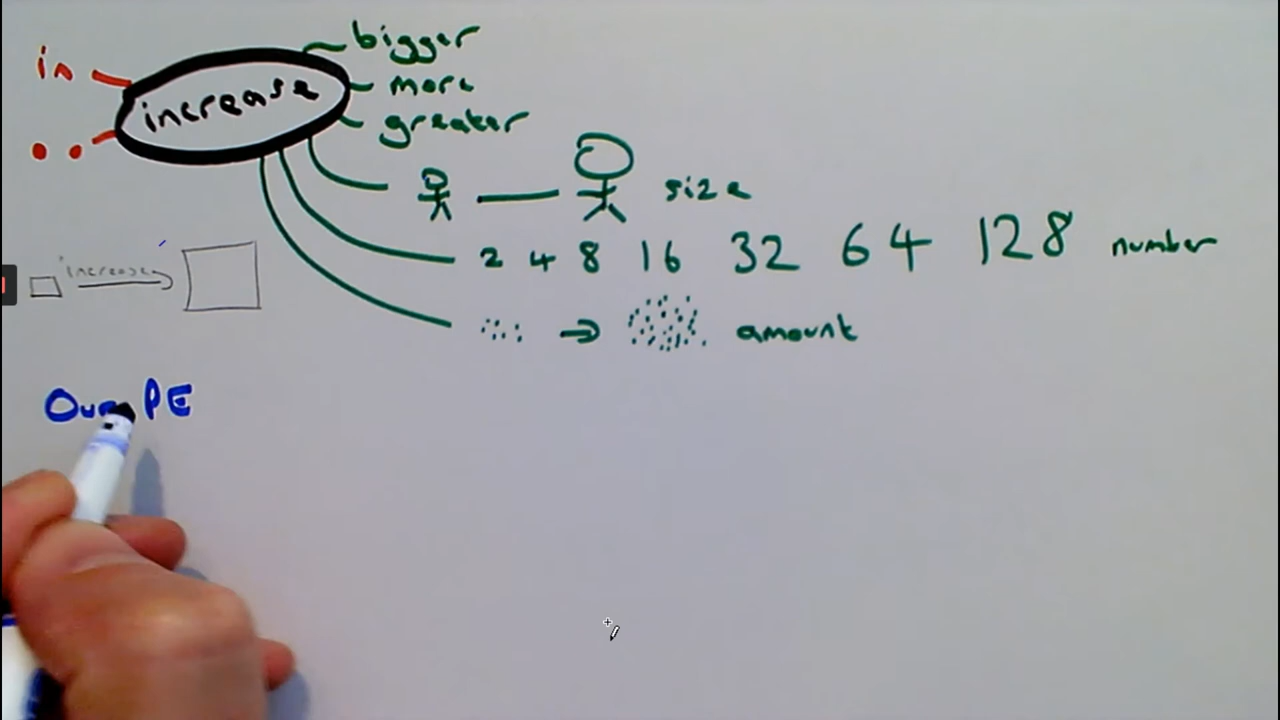 in
increase
bigger
more
greater
size
2 4 8 16 32 64 128 number
increase
amount
Our PE